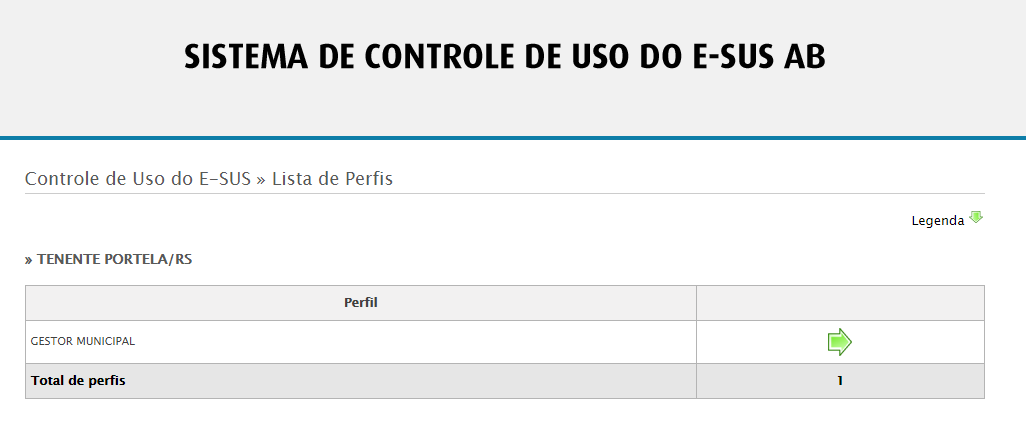 SISTEMA DE CONTROLE DE USO DO E-SUS AB
Controle de Uso do E-SUS » Lista de Perfis
Legenda
» TENENTE PORTELA/RS
Perfil
GESTOR MUNICIPAL
Total de perfis 1